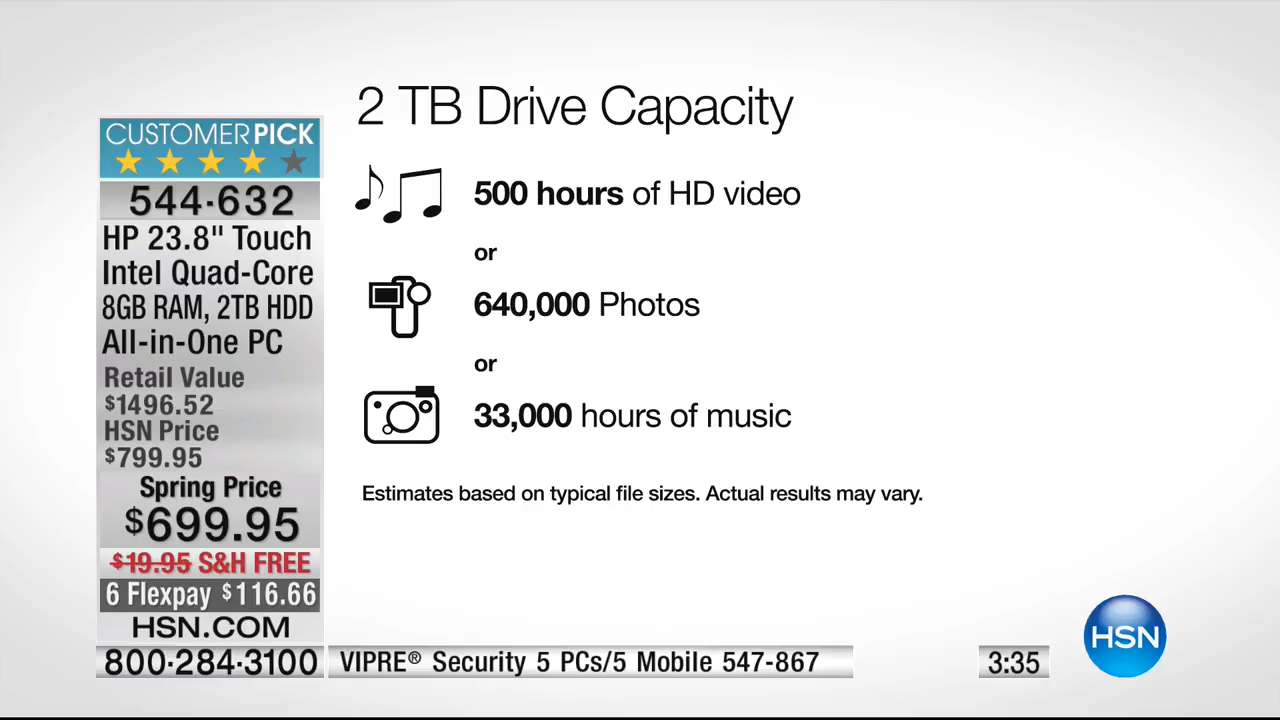 CUSTOMERPICK
544-632
HP 23.8" Touch
Intel Quad-Core
8GB RAM, 2TB HDD
All-in-One PC
Retail Value
$1496.52
HSN Price
$799.95
Spring Price
$699.95
$19.95 S&H FREE
6 Flexpay $116.66
HSN.COM
800-284-3100
2 TB Drive Capacity
500 hours of HD video
or
640,000 Photos
or
33,000 hours of music
Estimates based on typical file sizes. Actual results may vary.
VIPRE® Security 5 PCs/5 Mobile 547-867
3:35
HSN